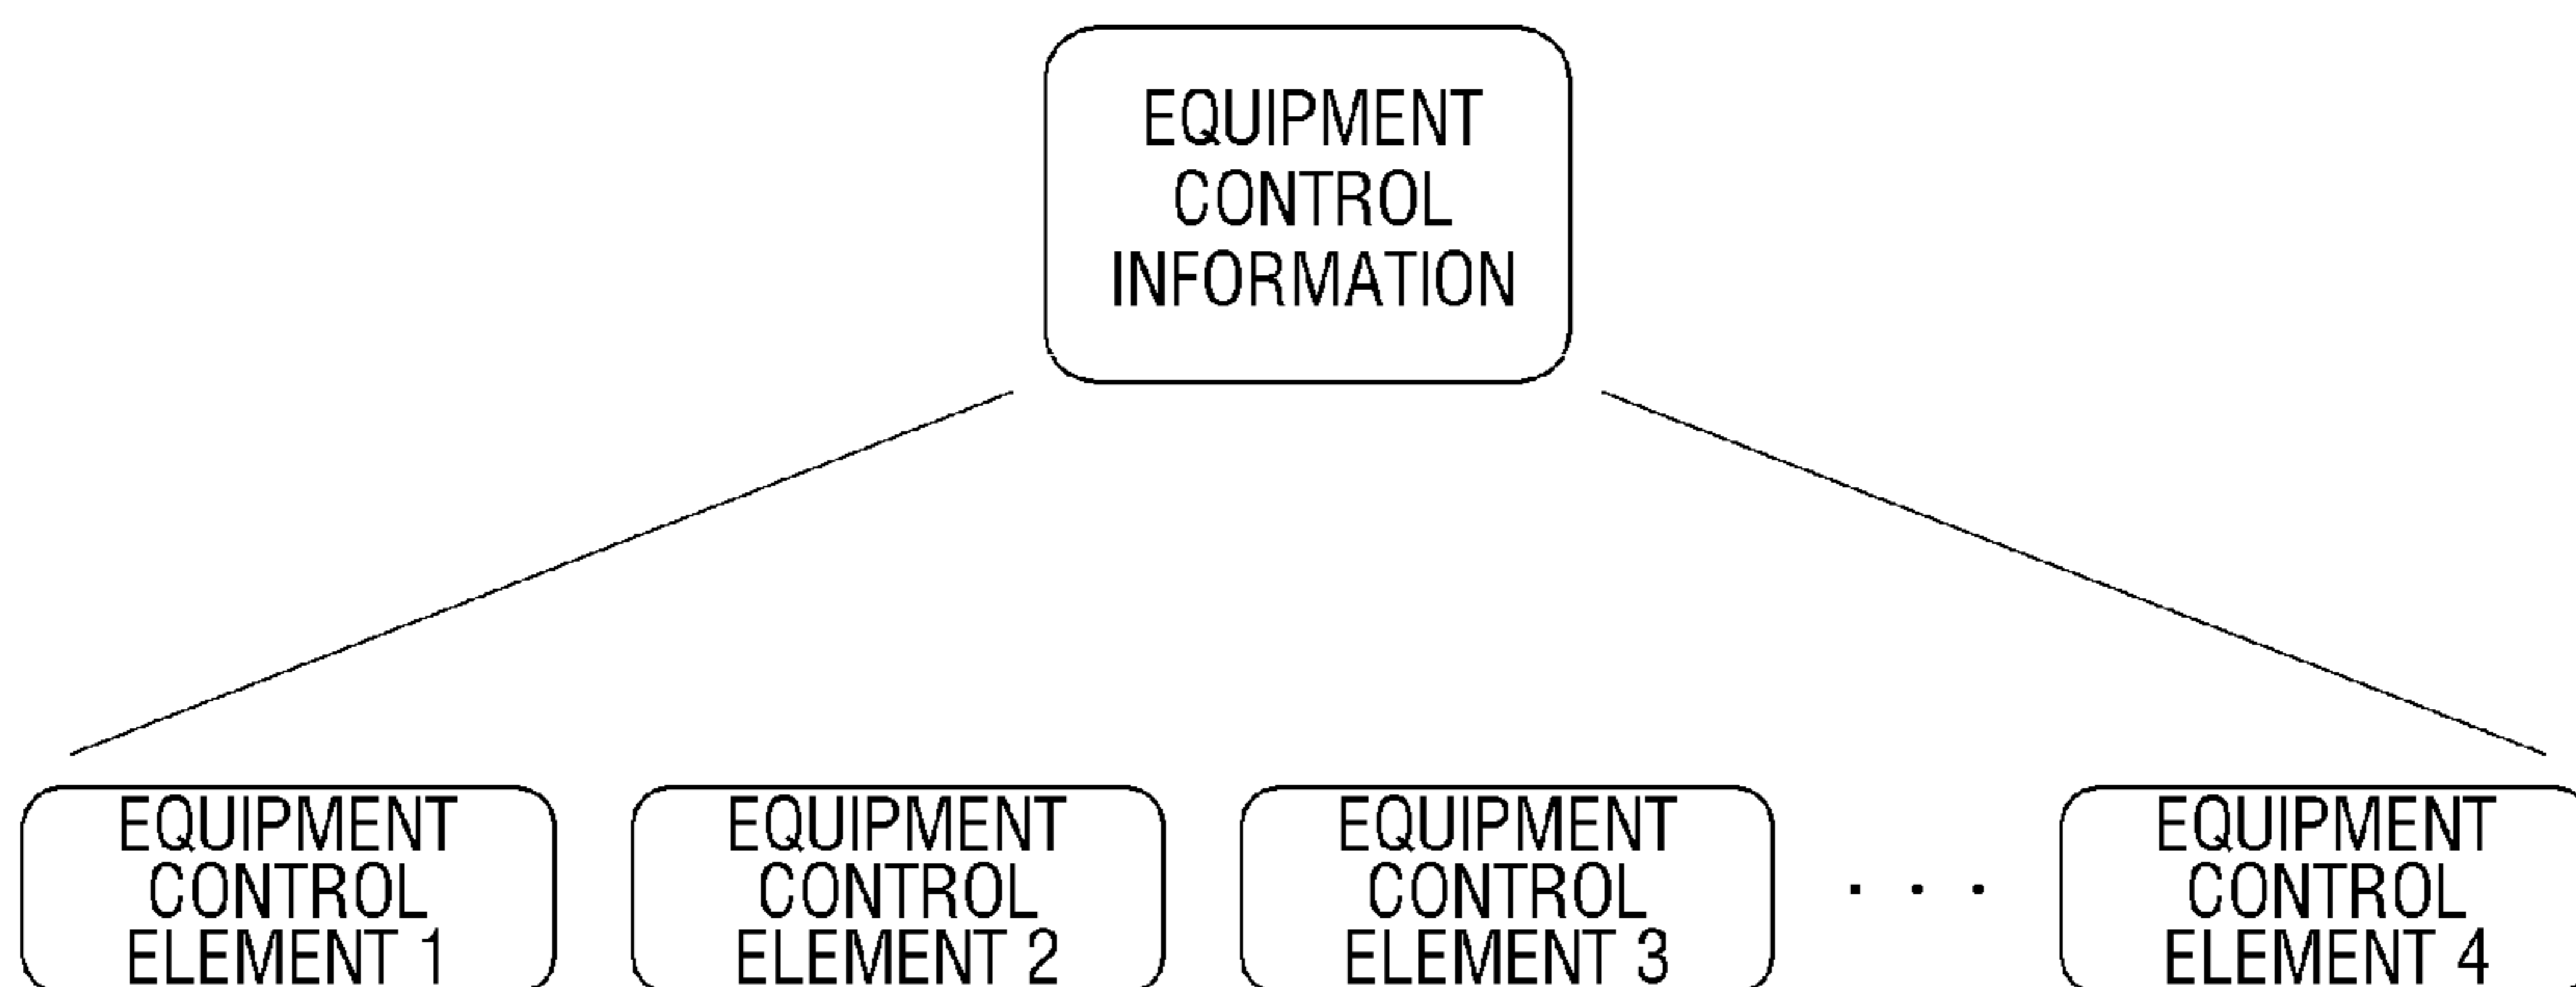 EQUIPMENT
CONTROL
INFORMATION
EQUIPMENT
CONTROL
ELEMENT 1
EQUIPMENT
CONTROL
ELEMENT 2
EQUIPMENT
CONTROL
ELEMENT 3
. . .
EQUIPMENT
CONTROL
ELEMENT 4